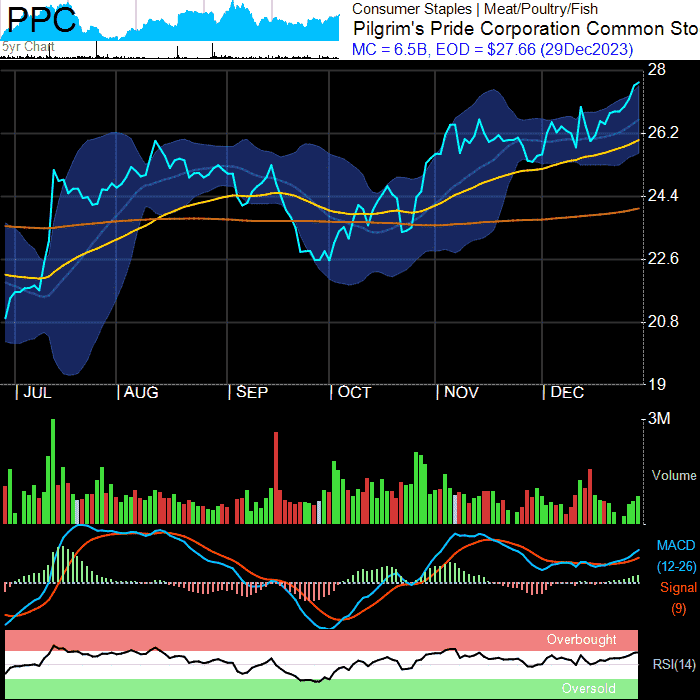 PPC
5yr Chart
Consumer Staples | Meat/Poultry/Fish
Pilgrim's Pride Corporation Common Sto
MC = 6.5B, EOD = $27.66 (29Dec2023)
28
26.2
24.4
22.6
20.8
19
JUL
AUG
SEP
OCT
NOV
DEC
3M
Volume
MACD
(12-26)
Signal
(9)
Overbought
RSI(14)
Oversold